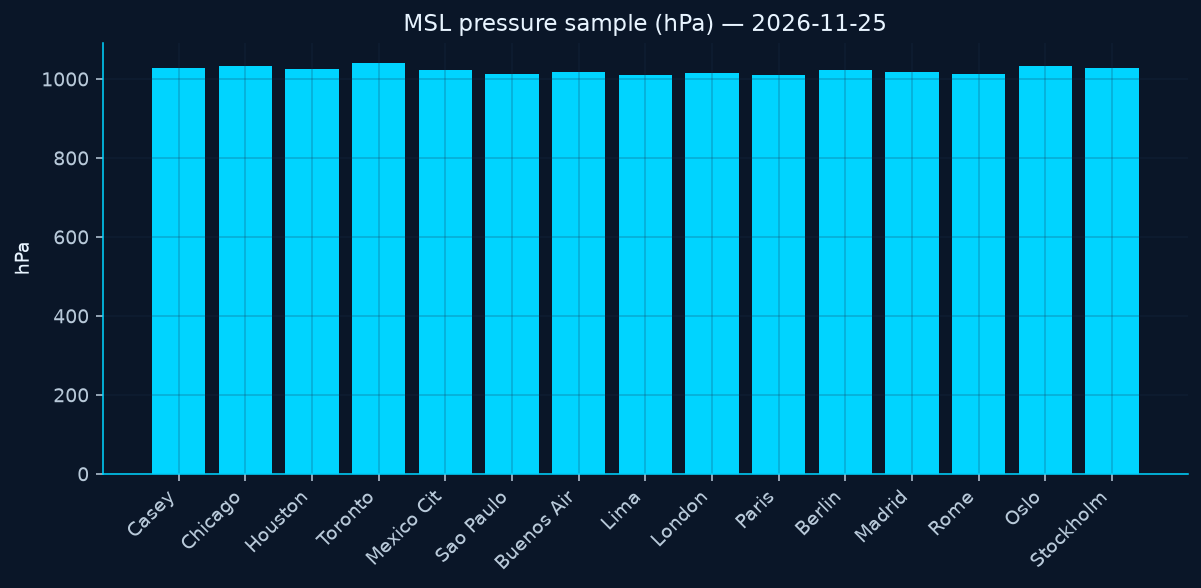 MSL pressure sample (hPa) — 2026-11-25
hPa
1000
800
600
400
200
0
Casey
Chicago
Houston
Toronto
Mexico Cit
Sao Paulo
Buenos Air
Lima
London
Paris
Berlin
Madrid
Rome
Oslo
Stockholm